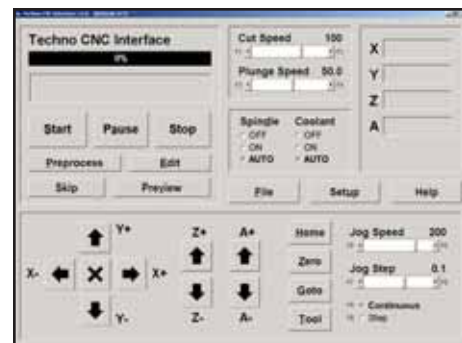 Techno CNC Interface
0%
Start Pause Stop
Preprocess Edit
Skip Preview
Cut Speed 100
Plunge Speed 50.0
Spindle Coolant
OFF OFF
ON ON
AUTO AUTO
X
Y
Z
A
File Setup Help
Y+
X- X X+
Y-
Z+
Z-
A+
A-
Home
Zero
Goto
Tool
Jog Speed 200
Jog Step 0.1
Continuous
Step